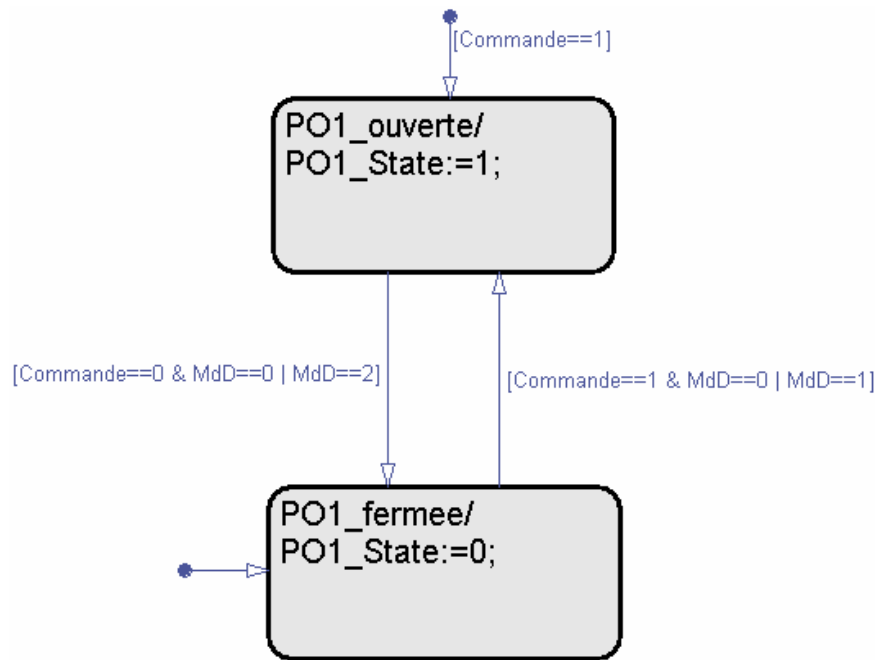 [Commande==1]
PO1_ouverte/
PO1_State:=1;
[Commande==0 & MdD==0 | MdD==2]
[Commande==1 & MdD==0 | MdD==1]
PO1_fermee/
PO1_State:=0;